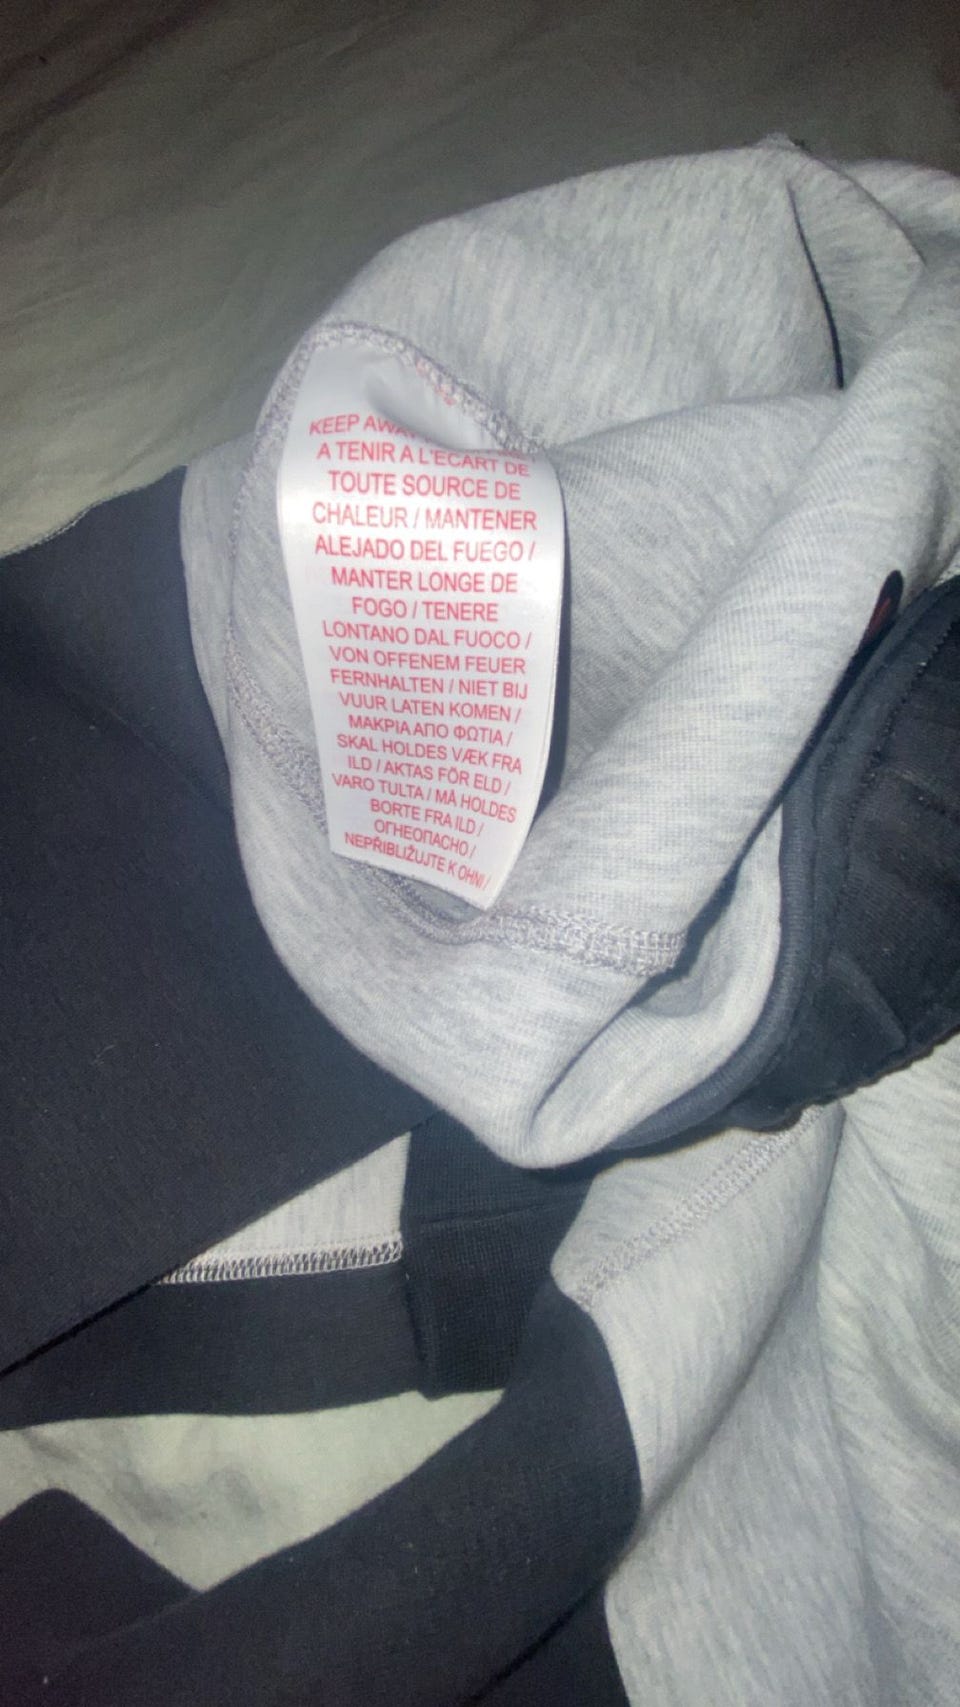 KEEP AWAY
A TENIR A L'ECART DE
TOUTE SOURCE DE
CHALEUR / MANTENER
ALEJADO DEL FUEGO /
MANTER LONGE DE
FOGO / TENERE
LONTANO DAL FUOCO /
VON OFFENEM FEUER
FERNHALTEN / NIET BIJ
VUUR LATEN KOMEN /
ΜΑΚΡΙΑ ΑΠΟ ΦΩΤΙΑ /
SKAL HOLDES VÆK FRA
ILD / AKTAS FÖR ELD /
VARO TULTA / MÅ HOLDES
BORTE FRA ILD /
ОГНЕОПАСНО /
NEPŘIBLIŽUJTE K OHNI /